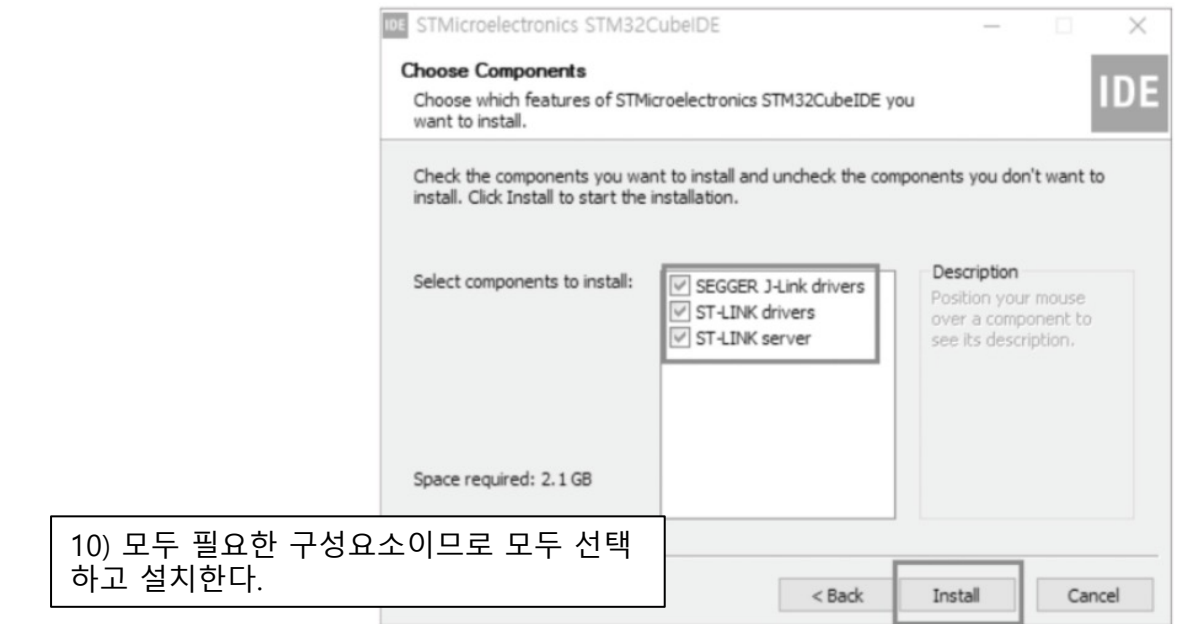 IDE STMicroelectronics STM32CubeIDE
Choose Components
Choose which features of STMicroelectronics STM32CubeIDE you
want to install.
IDE
Check the components you want to install and uncheck the components you don't want to
install. Click Install to start the installation.
Select components to install:
SEGGER J-Link drivers
ST-LINK drivers
ST-LINK server
Description
Position your mouse
over a component to
see its description.
Space required: 2.1 GB
10) 모두 필요한 구성요소이므로 모두 선택
하고 설치한다.
< Back
Install
Cancel